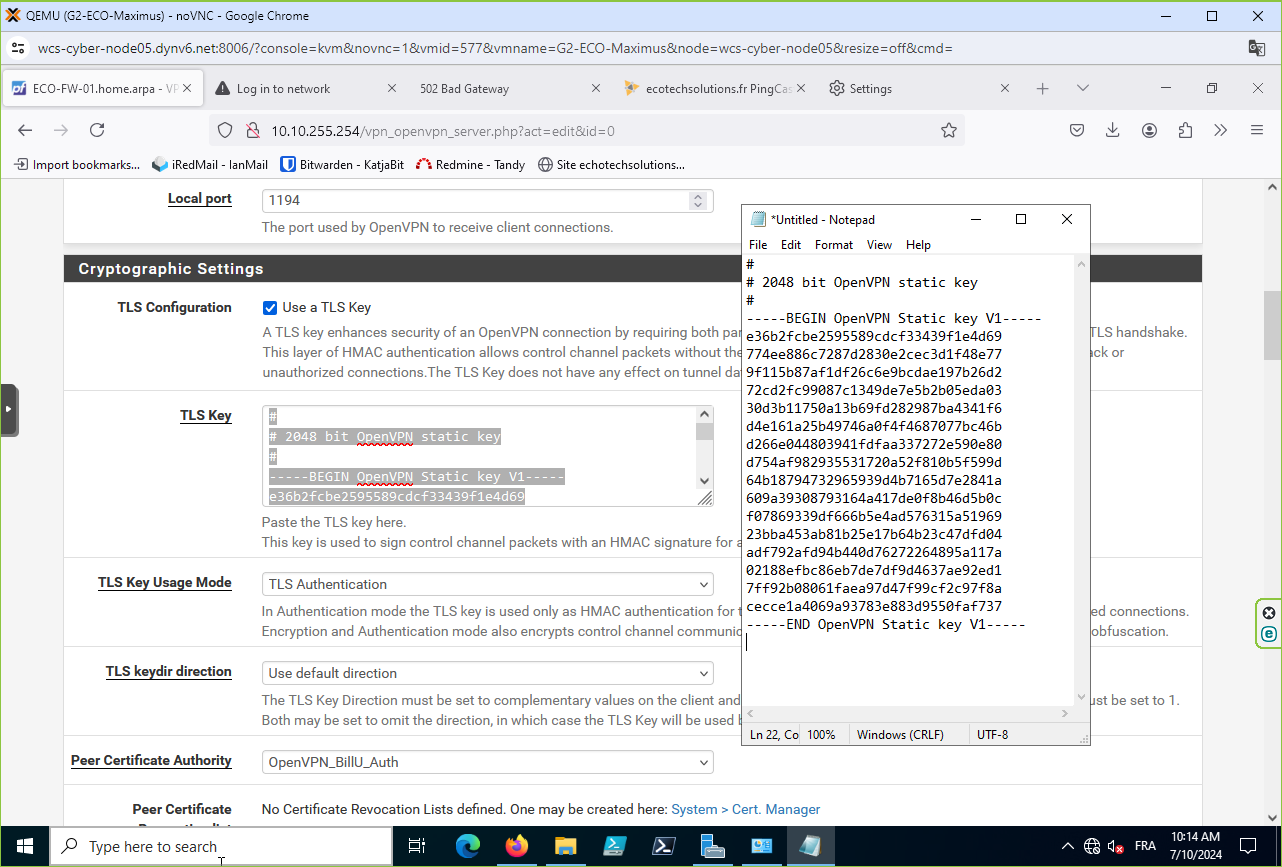 QEMU (G2-ECO-Maximus) - noVNC - Google Chrome
wcs-cyber-node05.dynv6.net:8006/?console=kvm&novnc=1&vmid=577&vmname=G2-ECO-Maximus&node=wcs-cyber-node05&resize=off&cmd=
ECO-FW-01.home.arpa - VP
Log in to network
502 Bad Gateway
ecotechsolutions.fr PingCas
Settings
10.10.255.254/vpn_openvpn_server.php?act=edit&id=0
Import bookmarks...
iRedMail - IanMail
Bitwarden - KatjaBit
Redmine - Tandy
Site echotechsolutions...
Local port
1194
The port used by OpenVPN to receive client connections.
Cryptographic Settings
TLS Configuration
Use a TLS Key
A TLS key enhances security of an OpenVPN connection by requiring both par
TLS handshake.
This layer of HMAC authentication allows control channel packets without the
ck or
unauthorized connections.The TLS Key does not have any effect on tunnel da
TLS Key
#
# 2048 bit OpenVPN static key
#
-----BEGIN OpenVPN Static key V1-----
e36b2fcbe2595589cdcf33439f1e4d69
Paste the TLS key here.
This key is used to sign control channel packets with an HMAC signature for a
TLS Key Usage Mode
TLS Authentication
In Authentication mode the TLS key is used only as HMAC authentication for t
ed connections.
Encryption and Authentication mode also encrypts control channel communic
obfuscation.
TLS keydir direction
Use default direction
The TLS Key Direction must be set to complementary values on the client and
ust be set to 1.
Both may be set to omit the direction, in which case the TLS Key will be used b
Peer Certificate Authority
OpenVPN_BillU_Auth
Peer Certificate
No Certificate Revocation Lists defined. One may be created here: System > Cert. Manager
*Untitled - Notepad
File Edit Format View Help
#
# 2048 bit OpenVPN static key
#
-----BEGIN OpenVPN Static key V1-----
e36b2fcbe2595589cdcf33439f1e4d69
774ee886c7287d2830e2cec3d1f48e77
9f115b87af1df26c6e9bcdae197b26d2
72cd2fc99087c1349de7e5b2b05eda03
30d3b11750a13b69fd282987ba4341f6
d4e161a25b49746a0f4f4687077bc46b
d266e044803941fdfaa337272e590e80
d754af982935531720a52f810b5f599d
64b18794732965939d4b7165d7e2841a
609a39308793164a417de0f8b46d5b0c
f07869339df666b5e4ad576315a51969
23bba453ab81b25e17b64b23c47dfd04
adf792afd94b440d76272264895a117a
02188efbc86eb7de7df9d4637ae92ed1
7ff92b08061faea97d47f99cf2c97f8a
cecce1a4069a93783e883d9550faf737
-----END OpenVPN Static key V1-----
Ln 22, Co
100%
Windows (CRLF)
UTF-8
Type here to search
FRA
10:14 AM
7/10/2024